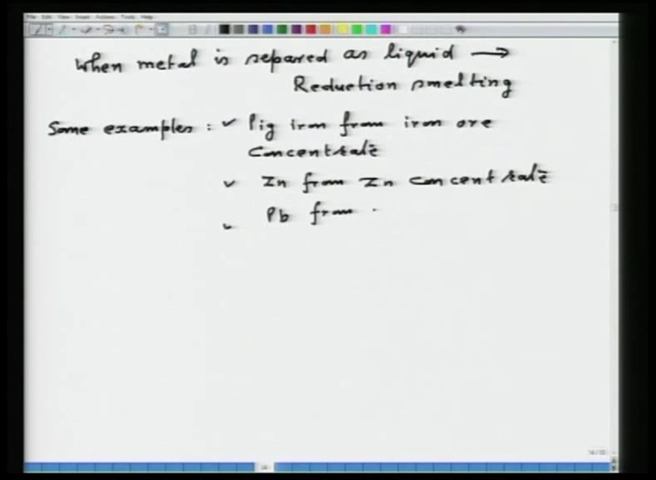 When metal is separed as liquid →
Reduction smelting
Some examples : ✓ Pig iron from iron ore
concentrate
✓ Zn from Zn concentrate
✓ Pb from